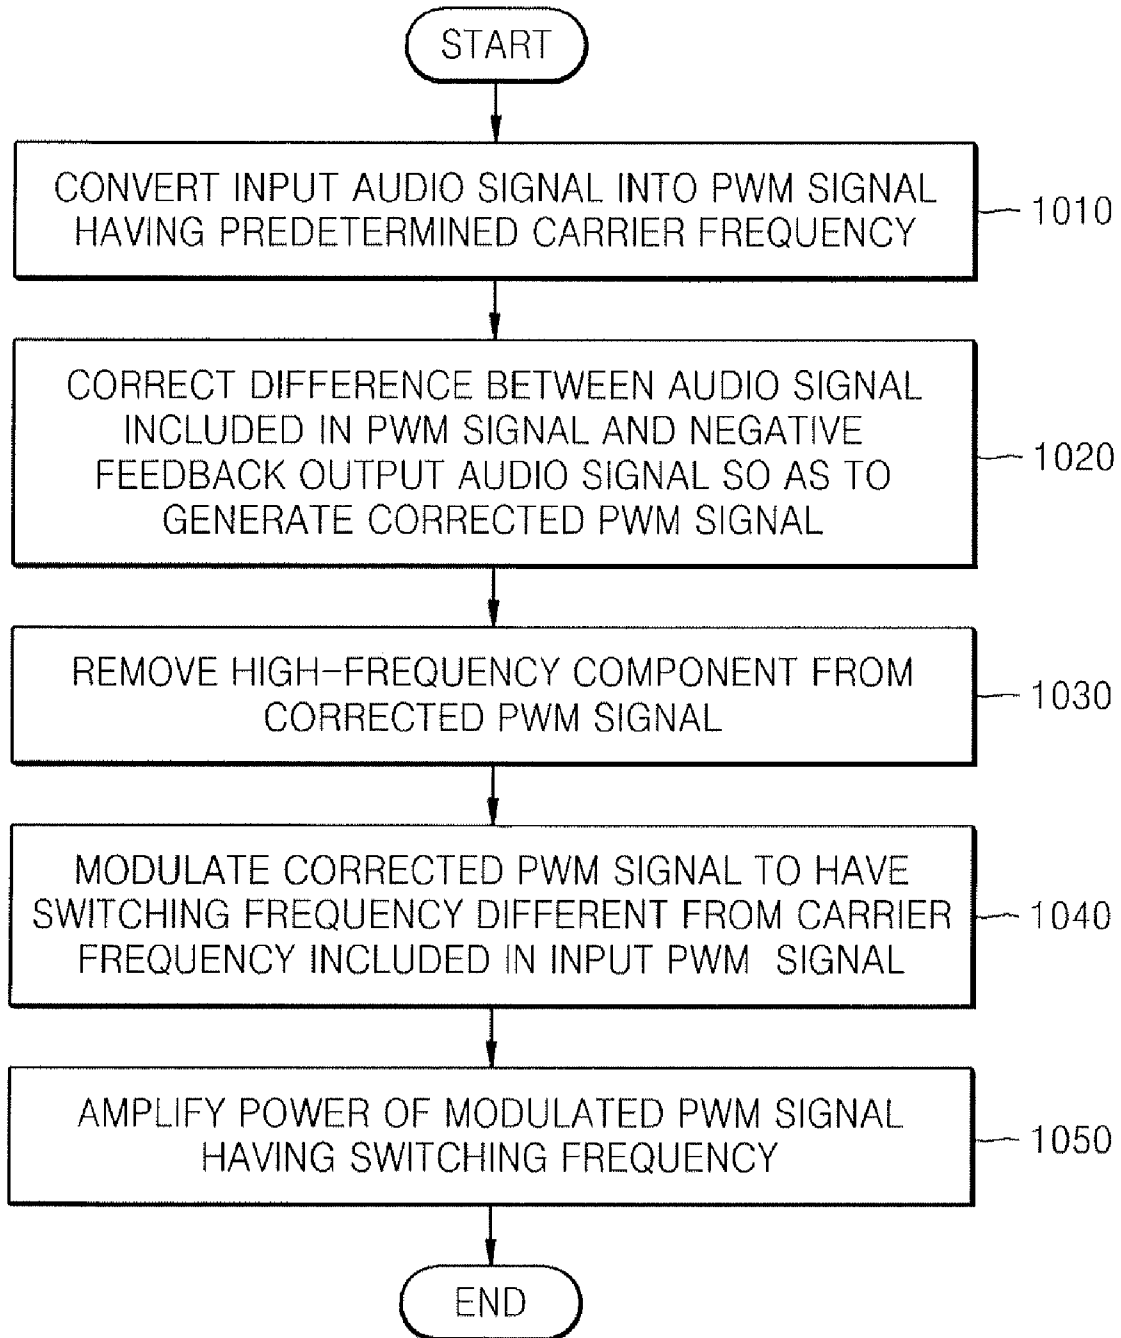 START
CONVERT INPUT AUDIO SIGNAL INTO PWM SIGNAL
HAVING PREDETERMINED CARRIER FREQUENCY
1010
CORRECT DIFFERENCE BETWEEN AUDIO SIGNAL
INCLUDED IN PWM SIGNAL AND NEGATIVE
FEEDBACK OUTPUT AUDIO SIGNAL SO AS TO
GENERATE CORRECTED PWM SIGNAL
1020
REMOVE HIGH-FREQUENCY COMPONENT FROM
CORRECTED PWM SIGNAL
1030
MODULATE CORRECTED PWM SIGNAL TO HAVE
SWITCHING FREQUENCY DIFFERENT FROM CARRIER
FREQUENCY INCLUDED IN INPUT PWM SIGNAL
1040
AMPLIFY POWER OF MODULATED PWM SIGNAL
HAVING SWITCHING FREQUENCY
1050
END